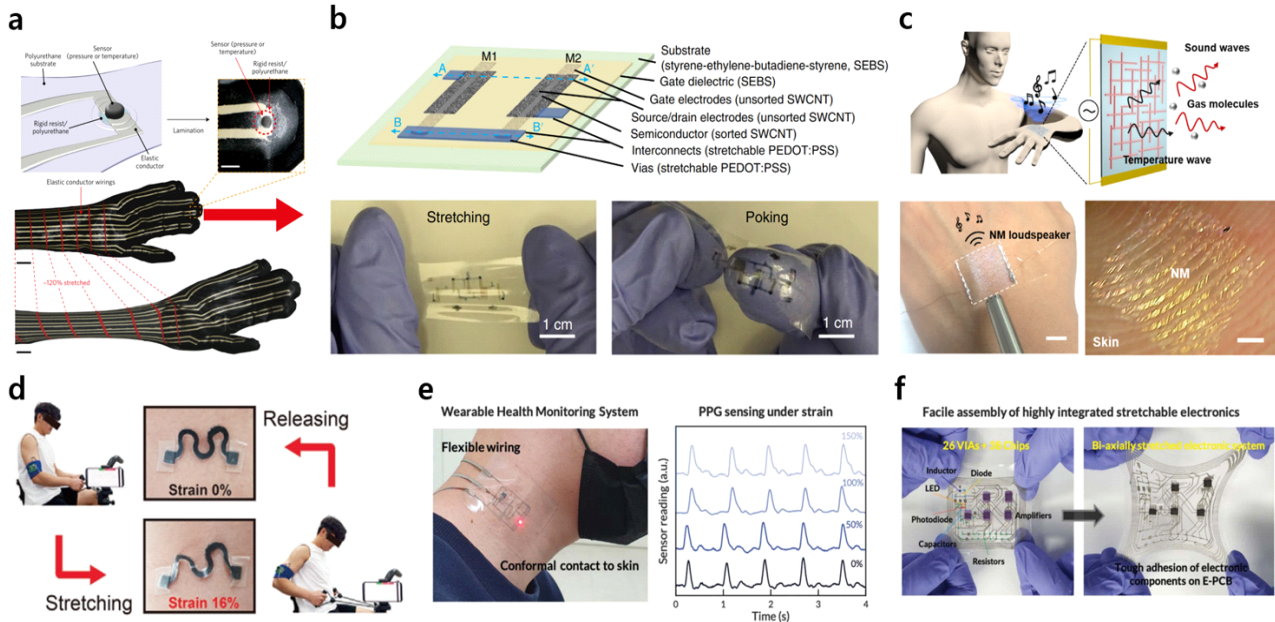 a
Sensor
(pressure or temperature)
Polyurethane
substrate
Rigid resist/
polyurethane
Elastic
conductor
Lamination
Sensor (pressure or
temperature)
Rigid resist/
polyurethane
Elastic conductor wirings
~120% stretched
b
M1
M2
A
A'
B
B'
Substrate
(styrene-ethylene-butadiene-styrene, SEBS)
Gate dielectric (SEBS)
Gate electrodes (unsorted SWCNT)
Source/drain electrodes (unsorted SWCNT)
Semiconductor (sorted SWCNT)
Interconnects (stretchable PEDOT:PSS)
Vias (stretchable PEDOT:PSS)
Stretching
1 cm
Poking
1 cm
c
Sound waves
Gas molecules
Temperature wave
NM loudspeaker
NM
Skin
d
Releasing
Strain 0%
Stretching
Strain 16%
e
Wearable Health Monitoring System
Flexible wiring
Conformal contact to skin
PPG sensing under strain
Sensor reading (a.u.)
150%
100%
50%
0%
0
1
2
3
4
Time (s)
f
Facile assembly of highly integrated stretchable electronics
26 VIAs +
Chips
Inductor
Diode
LED
Photodiode
Amplifiers
Capacitors
Resistors
Bi-axially stretched electronic system
Tough adhesion of electronic
components on E-PCB